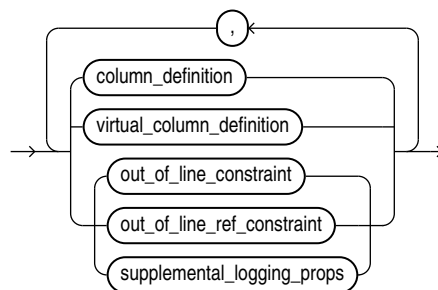 ,
column_definition
virtual_column_definition
out_of_line_constraint
out_of_line_ref_constraint
supplemental_logging_props